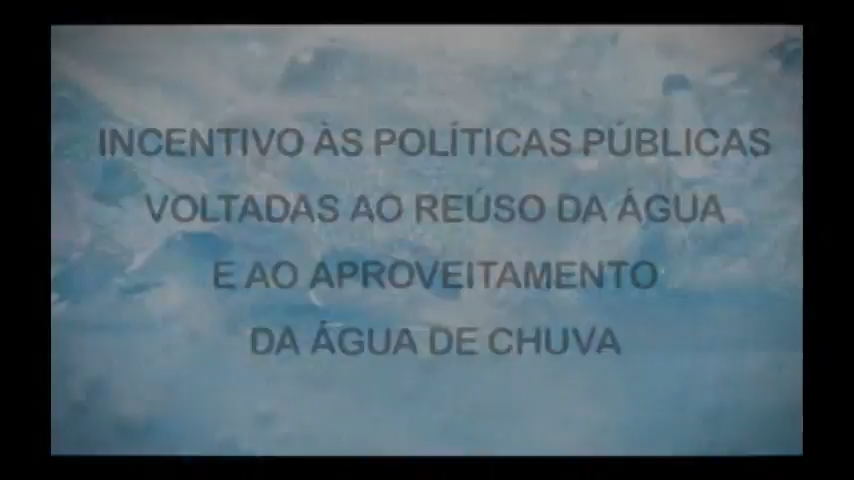 INCENTIVO ÀS POLÍTICAS PÚBLICAS
VOLTADAS AO REÚSO DA ÁGUA
E AO APROVEITAMENTO
DA ÁGUA DE CHUVA